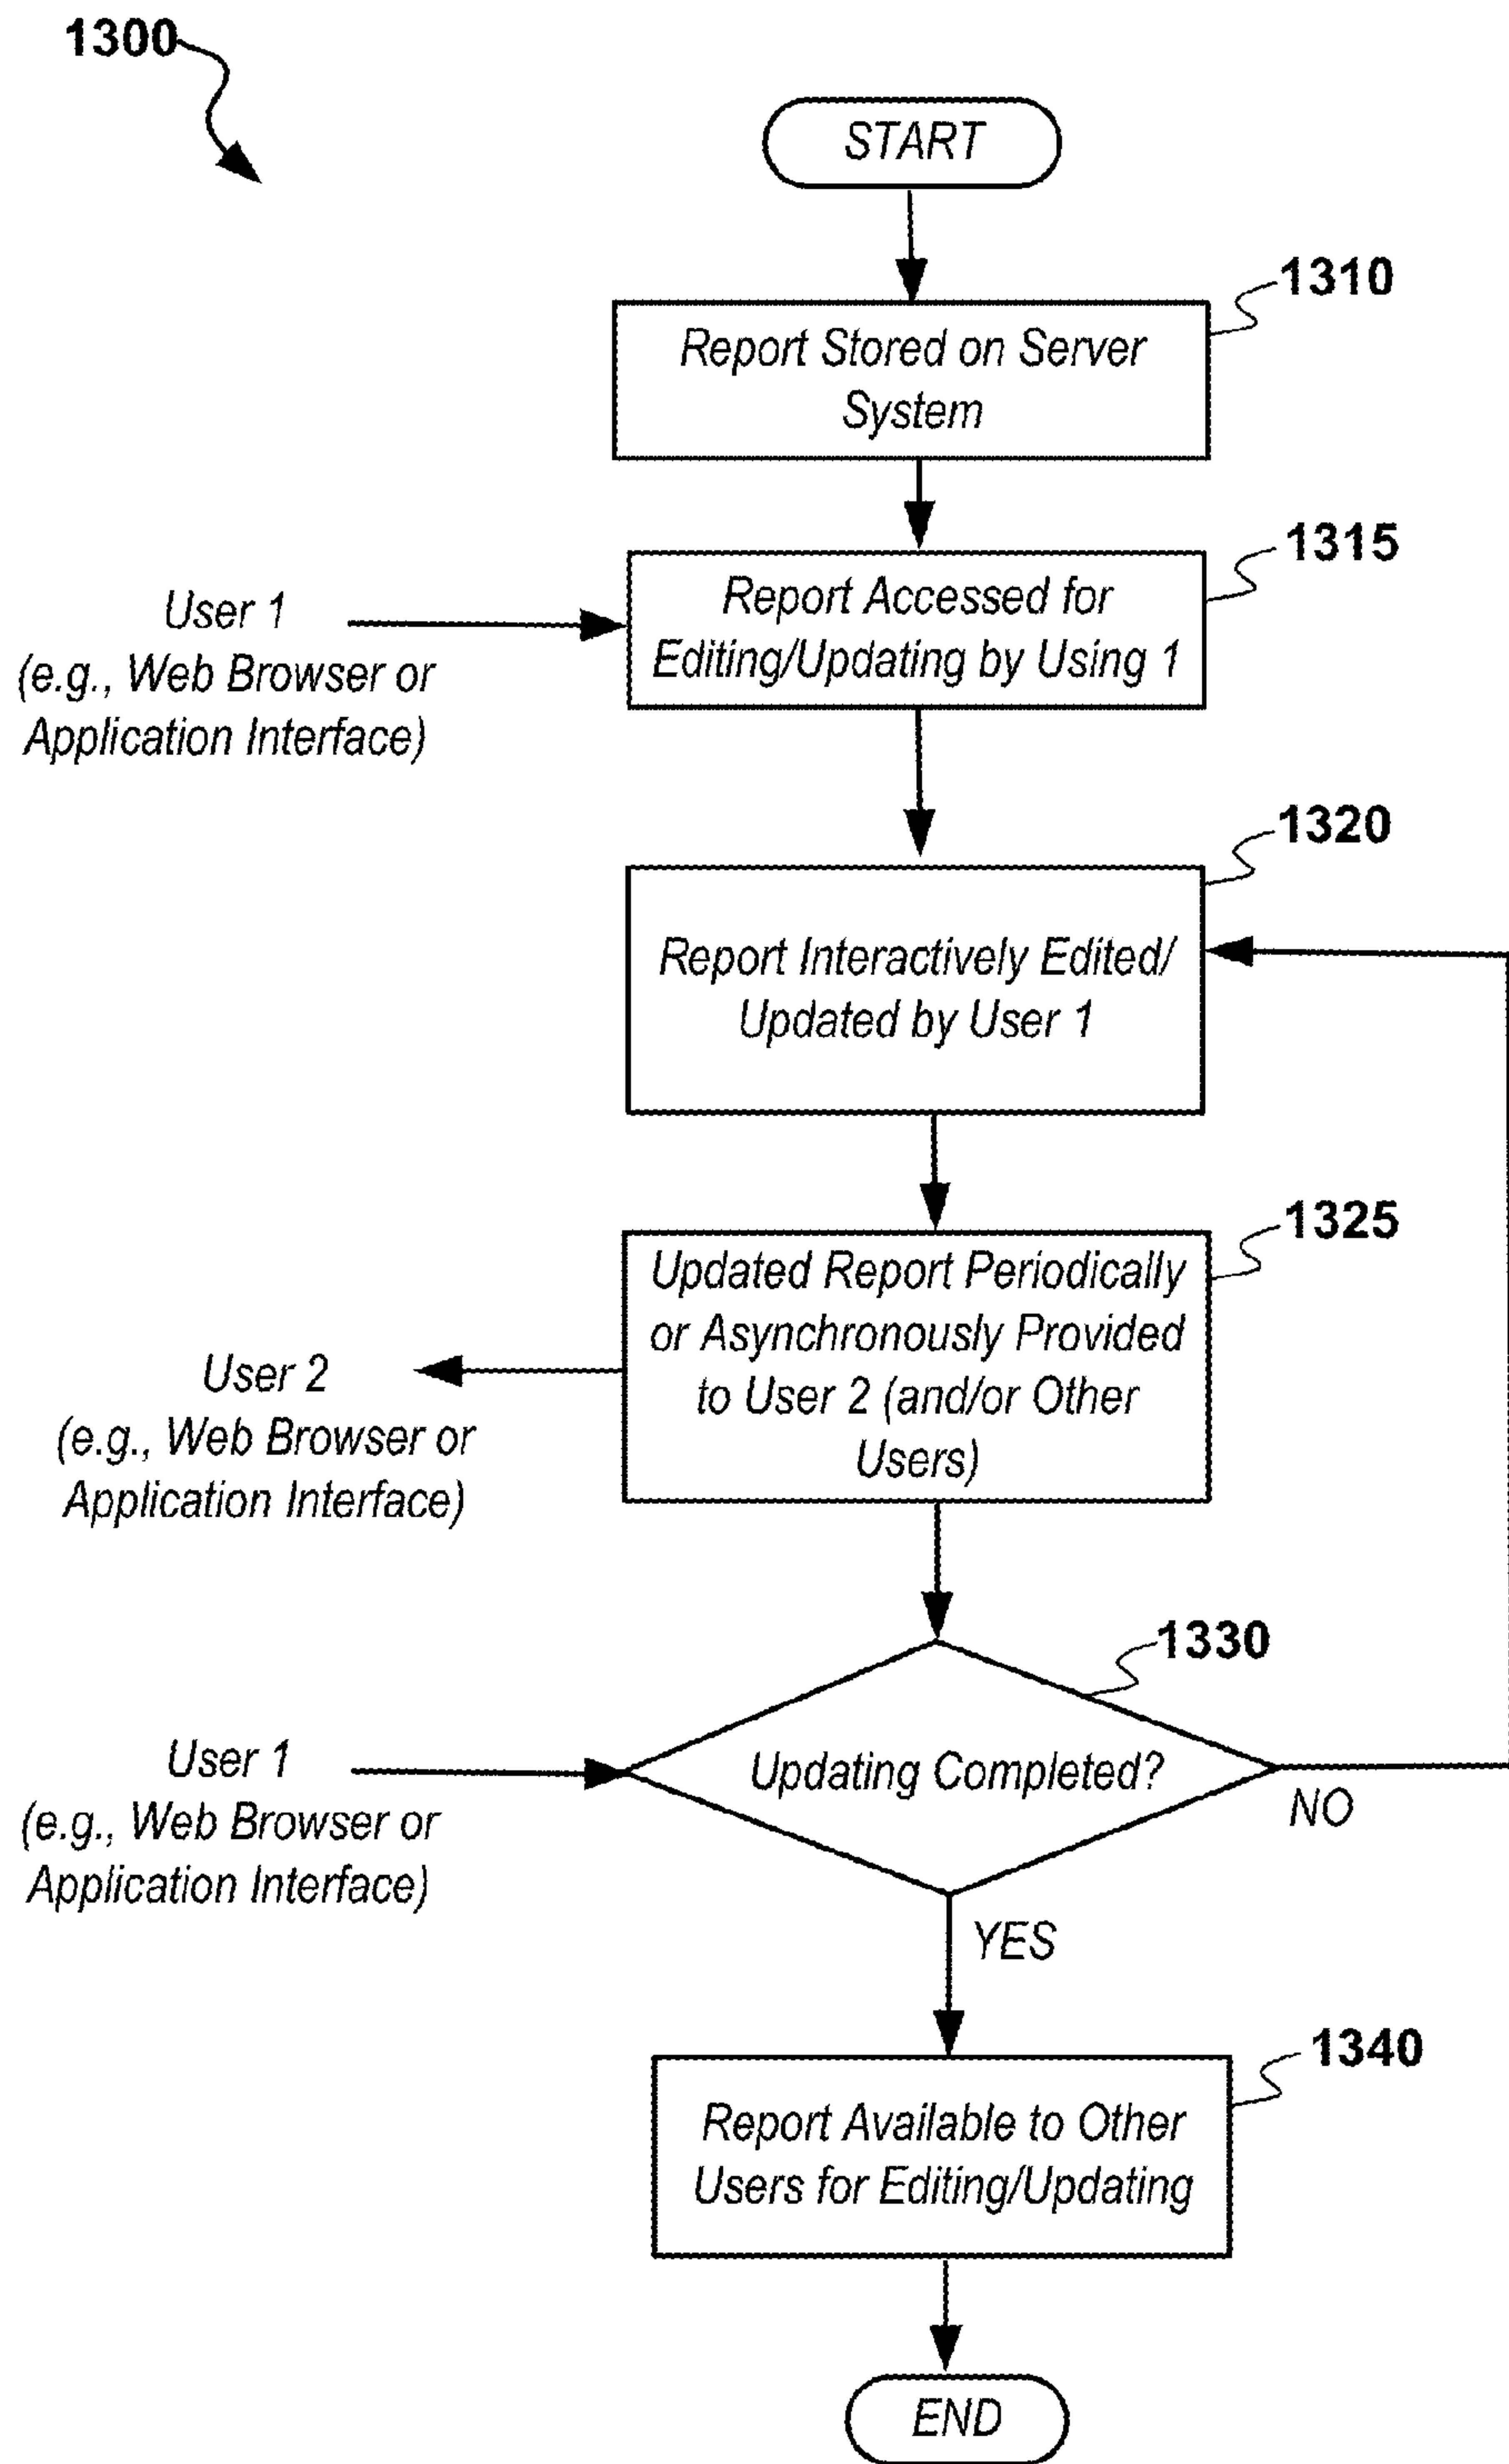 1300
START
1310
Report Stored on Server
System
1315
Report Accessed for
Editing/Updating by Using 1
User 1
(e.g., Web Browser or
Application Interface)
1320
Report Interactively Edited/
Updated by User 1
1325
Updated Report Periodically
or Asynchronously Provided
to User 2 (and/or Other
Users)
User 2
(e.g., Web Browser or
Application Interface)
1330
Updating Completed?
User 1
(e.g., Web Browser or
Application Interface)
NO
YES
1340
Report Available to Other
Users for Editing/Updating
END